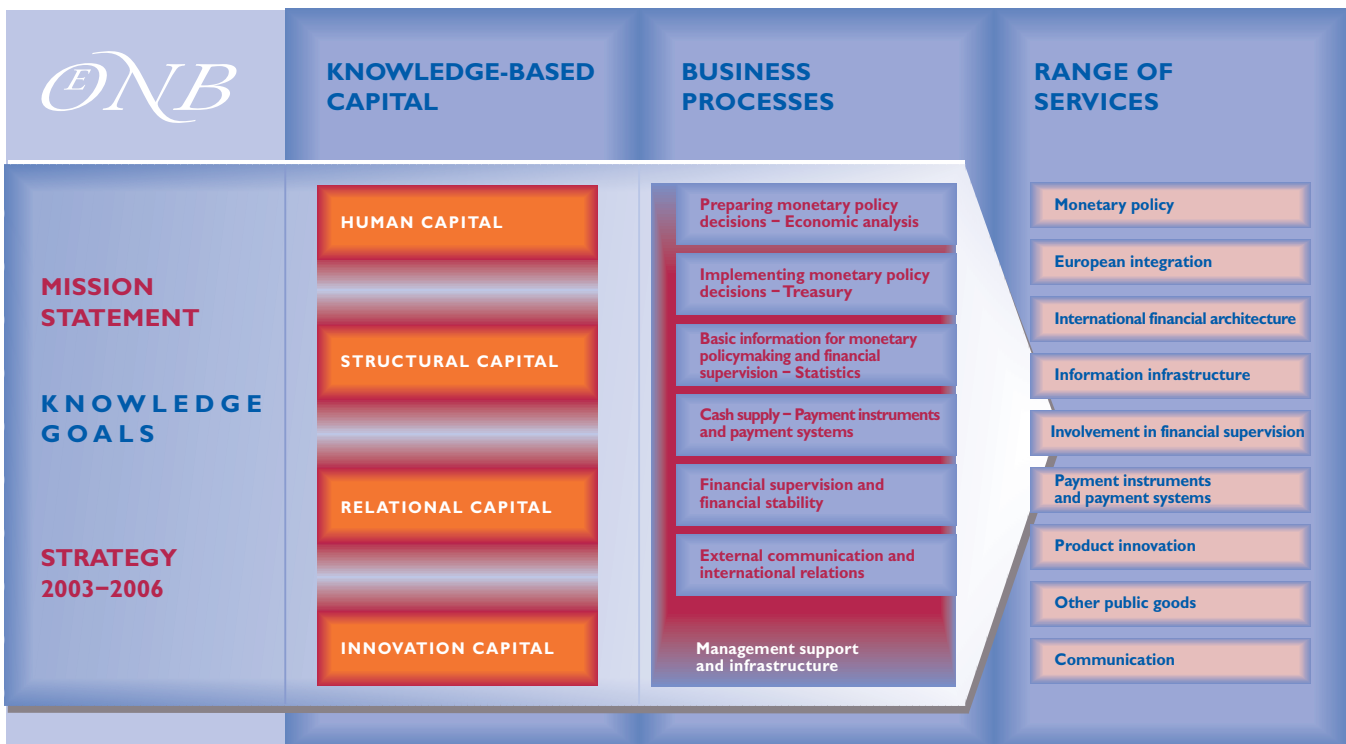 OeNB
KNOWLEDGE-BASED
CAPITAL
BUSINESS
PROCESSES
RANGE OF
SERVICES
MISSION
STATEMENT
KNOWLEDGE
GOALS
STRATEGY
2003–2006
HUMAN CAPITAL
STRUCTURAL CAPITAL
RELATIONAL CAPITAL
INNOVATION CAPITAL
Preparing monetary policy
decisions – Economic analysis
Implementing monetary policy
decisions – Treasury
Basic information for monetary
policymaking and financial
supervision – Statistics
Cash supply – Payment instruments
and payment systems
Financial supervision and
financial stability
External communication and
international relations
Management support
and infrastructure
Monetary policy
European integration
International financial architecture
Information infrastructure
Involvement in financial supervision
Payment instruments
and payment systems
Product innovation
Other public goods
Communication